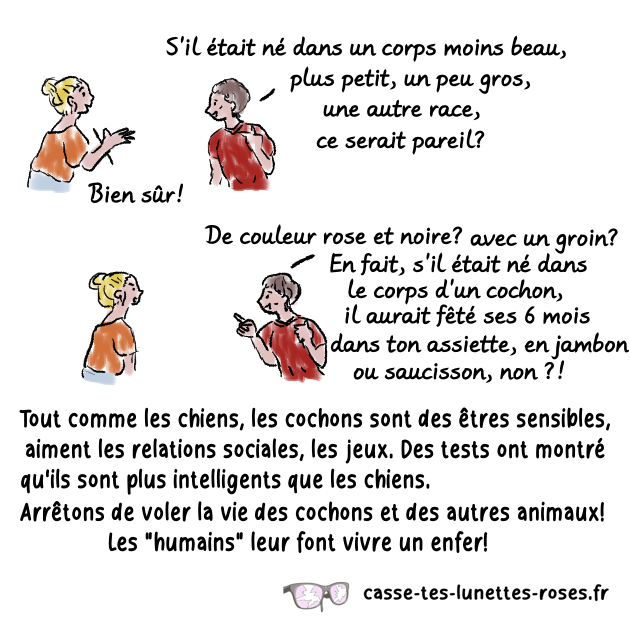 S'il était né dans un corps moins beau,
plus petit, un peu gros,
une autre race,
ce serait pareil?
Bien sûr!
De couleur rose et noire? avec un groin?
En fait, s'il était né dans
le corps d'un cochon,
il aurait fêté ses 6 mois
dans ton assiette, en jambon
ou saucisson, non ?!
Tout comme les chiens, les cochons sont des êtres sensibles,
aiment les relations sociales, les jeux. Des tests ont montré
qu'ils sont plus intelligents que les chiens.
Arrêtons de voler la vie des cochons et des autres animaux!
Les "humains" leur font vivre un enfer!
casse-tes-lunettes-roses.fr